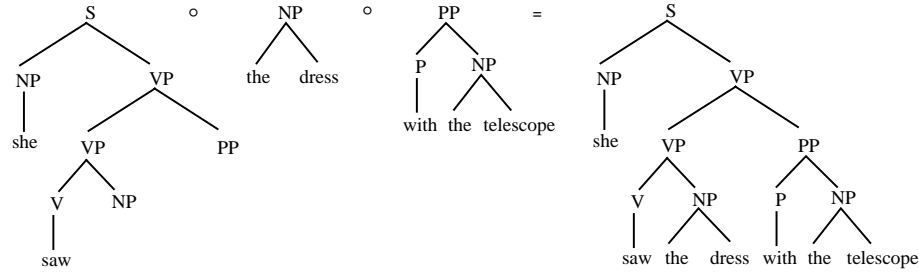 S ° NP ° PP = S
the dress P NP
NP VP NP VP
with the telescope
she VP PP she VP PP
V NP V NP P NP
saw saw the dress with the telescope